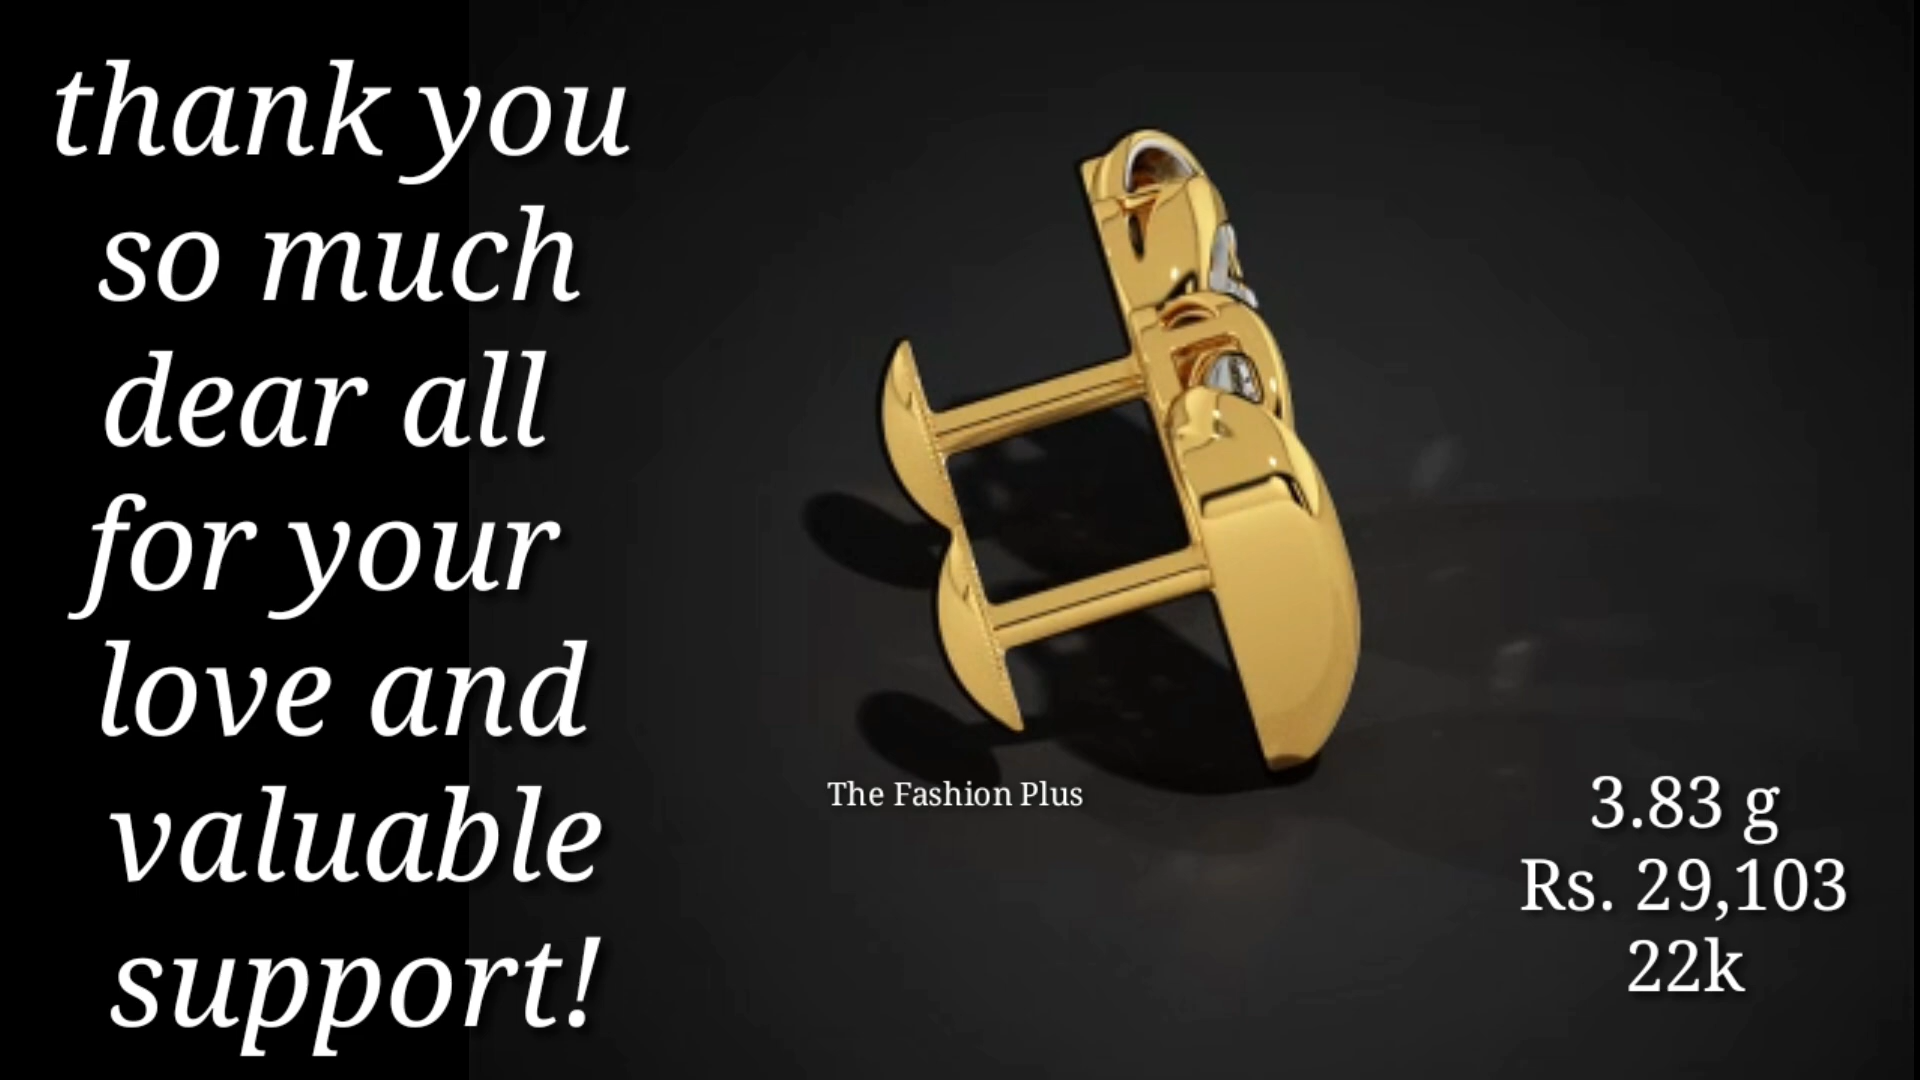 thank you
so much
dear all
for your
love and
valuable
support!
The Fashion Plus
3.83 g
Rs. 29,103
22k